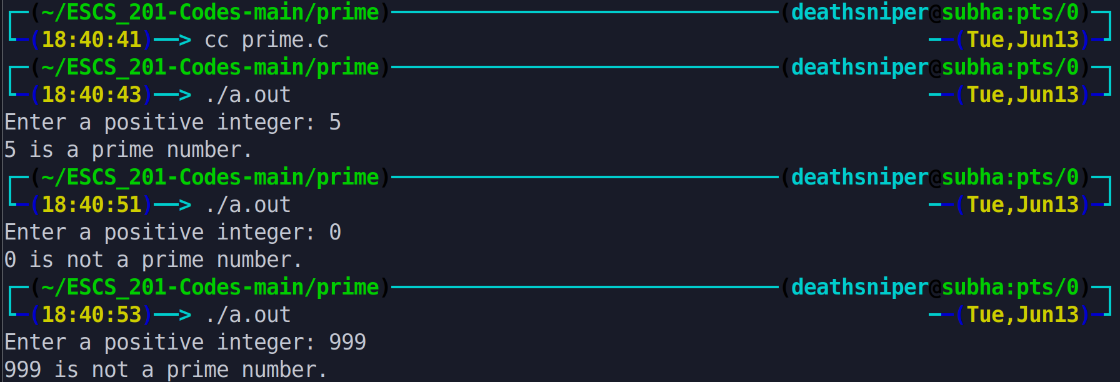 (~/ESCS_201-Codes-main/prime) (deathsniper@subha:pts/0)
(18:40:41)──> cc prime.c (Tue,Jun13)
(~/ESCS_201-Codes-main/prime) (deathsniper@subha:pts/0)
(18:40:43)──> ./a.out (Tue,Jun13)
Enter a positive integer: 5
5 is a prime number.
(~/ESCS_201-Codes-main/prime) (deathsniper@subha:pts/0)
(18:40:51)──> ./a.out (Tue,Jun13)
Enter a positive integer: 0
0 is not a prime number.
(~/ESCS_201-Codes-main/prime) (deathsniper@subha:pts/0)
(18:40:53)──> ./a.out (Tue,Jun13)
Enter a positive integer: 999
999 is not a prime number.